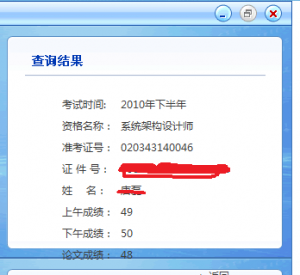 查询结果
考试时间: 2010年下半年
资格名称: 系统架构设计师
准考证号: 020343140046
证 件 号:
姓 名:
上午成绩: 49
下午成绩: 50
论文成绩: 48
返回